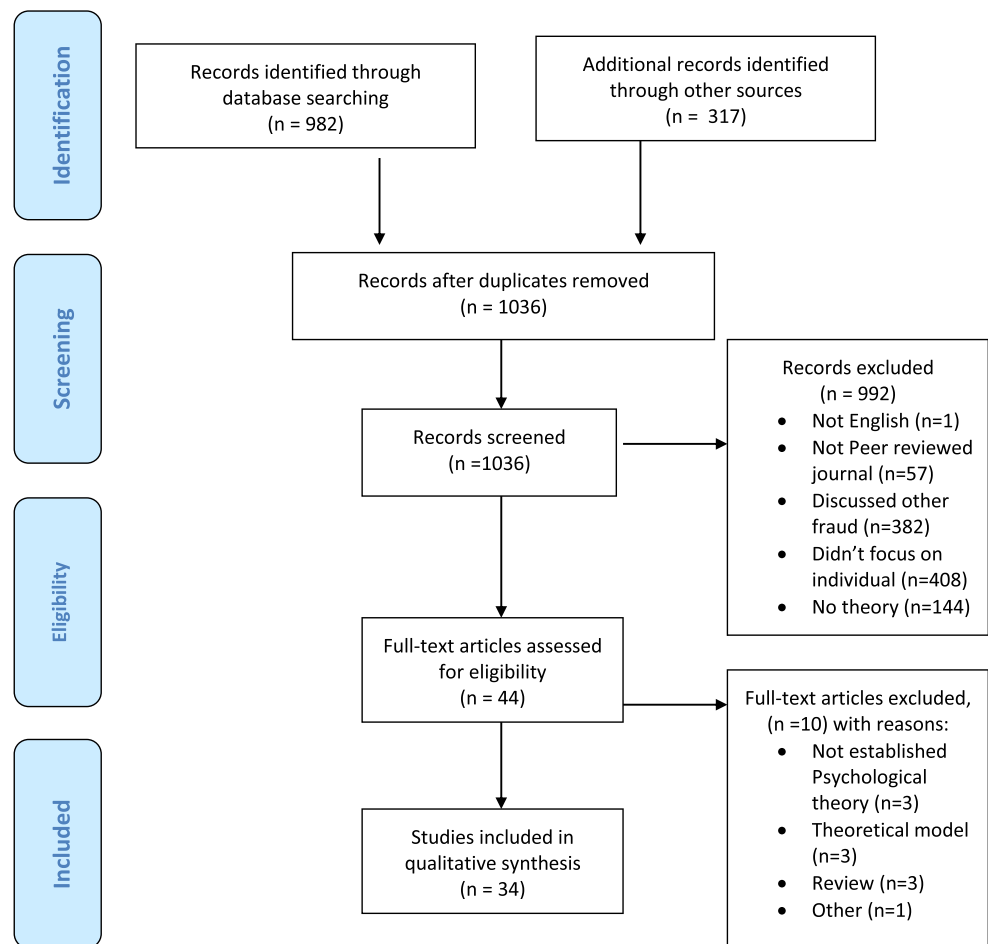 Identification
Records identified through
database searching
(n = 982)
Additional records identified
through other sources
(n = 317)
Screening
Records after duplicates removed
(n = 1036)
Records screened
(n =1036)
Records excluded
(n = 992)
• Not English (n=1)
• Not Peer reviewed
journal (n=57)
• Discussed other
fraud (n=382)
• Didn't focus on
individual (n=408)
• No theory (n=144)
Eligibility
Full-text articles assessed
for eligibility
(n = 44)
Full-text articles excluded,
(n =10) with reasons:
• Not established
Psychological
theory (n=3)
• Theoretical model
(n=3)
• Review (n=3)
• Other (n=1)
Included
Studies included in
qualitative synthesis
(n = 34)